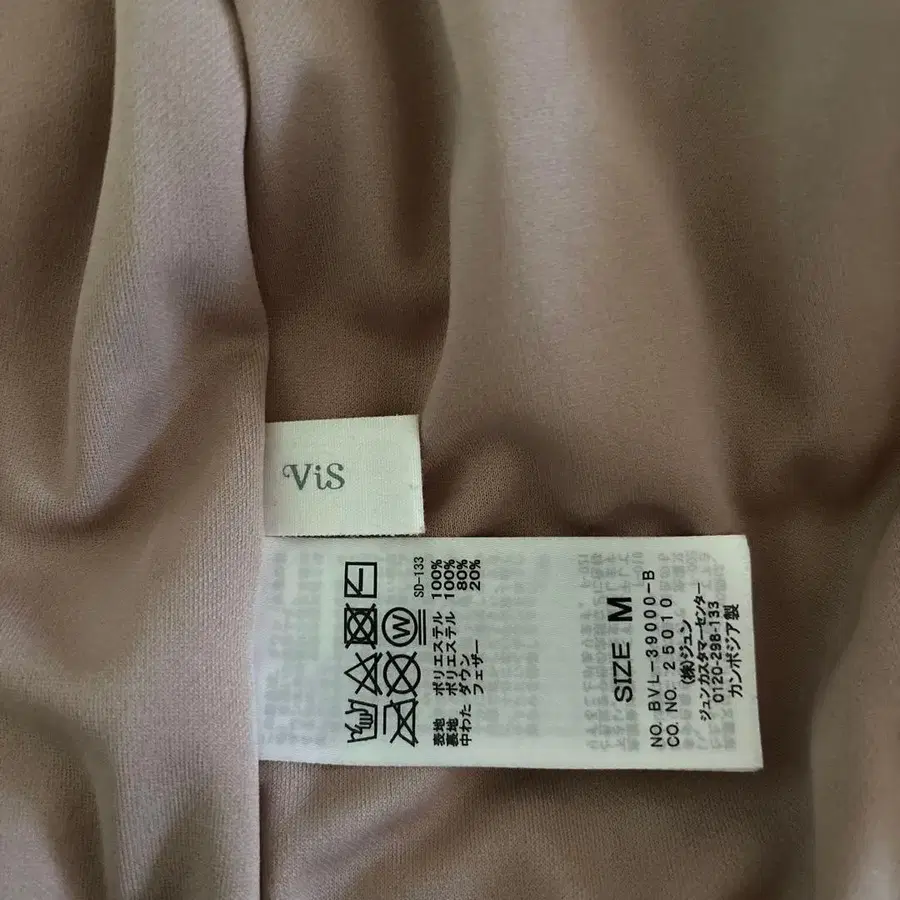 ViS
SD-133
表地 ポリエステル 100%
裏地 ポリエステル 100%
中わた ダウン 80%
フェザー 20%
SIZE M
NO. BVL-39000-B
CO. NO. 25010
(株)ジュン
ジュンカスタマーセンター
0120-298-133
カンボジア製